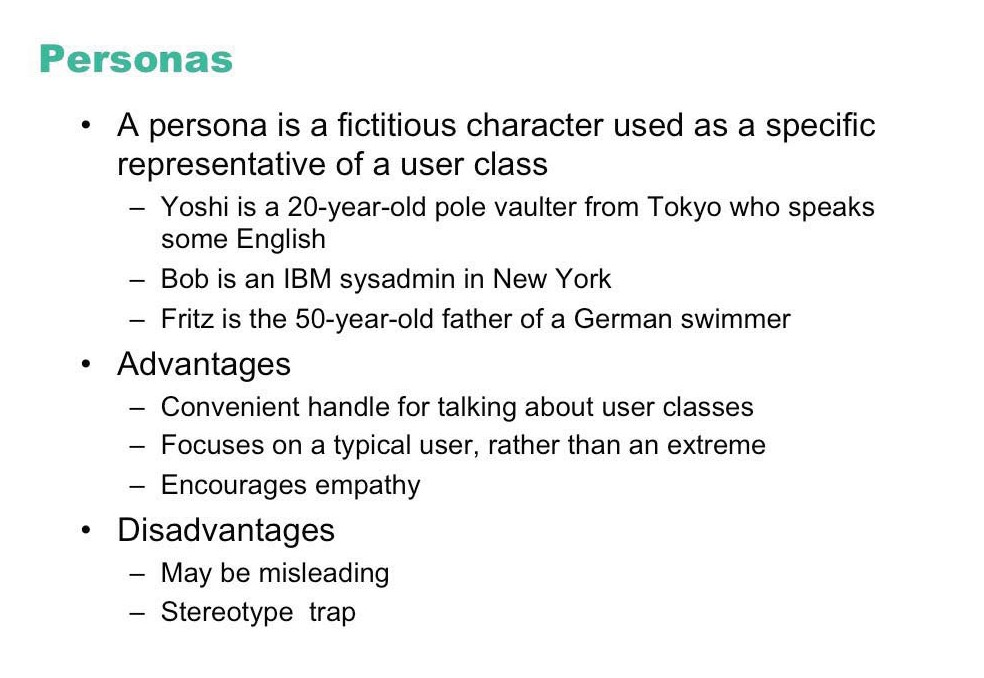 Personas
• A persona is a fictitious character used as a specific
representative of a user class
– Yoshi is a 20-year-old pole vaulter from Tokyo who speaks
some English
– Bob is an IBM sysadmin in New York
– Fritz is the 50-year-old father of a German swimmer
• Advantages
– Convenient handle for talking about user classes
– Focuses on a typical user, rather than an extreme
– Encourages empathy
• Disadvantages
– May be misleading
– Stereotype  trap